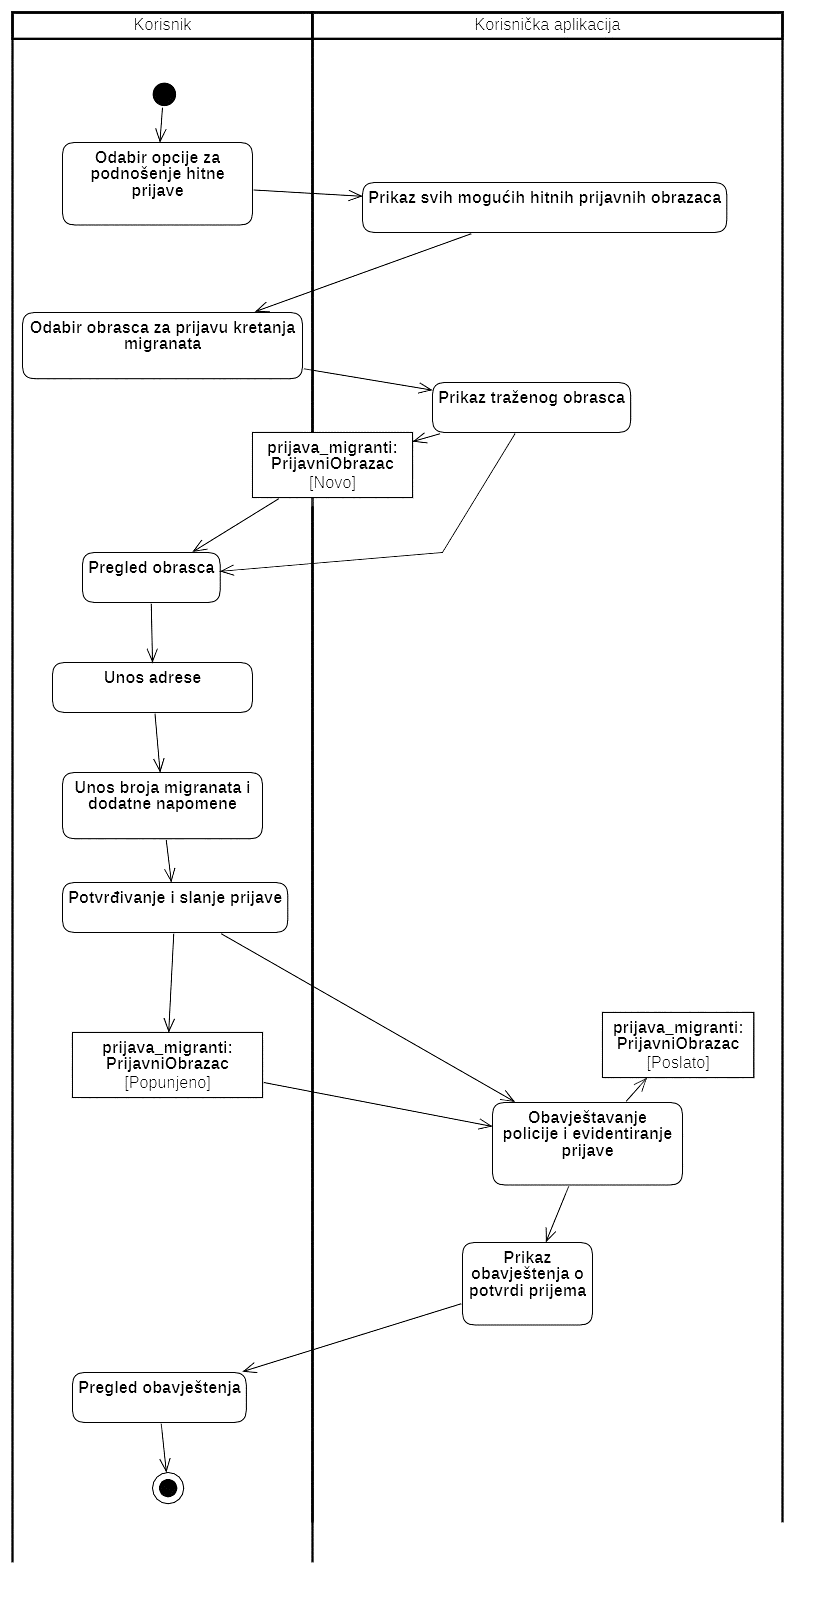 Korisnik
Korisnička aplikacija
Odabir opcije za
podnošenje hitne
prijave
Prikaz svih mogućih hitnih prijavnih obrazaca
Odabir obrasca za prijavu kretanja
migranata
Prikaz traženog obrasca
prijava_migranti:
PrijavniObrazac
[Novo]
Pregled obrasca
Unos adrese
Unos broja migranata i
dodatne napomene
Potvrđivanje i slanje prijave
prijava_migranti:
PrijavniObrazac
[Popunjeno]
prijava_migranti:
PrijavniObrazac
[Poslato]
Obavještavanje
policije i evidentiranje
prijave
Prikaz
obavještenja o
potvrdi prijema
Pregled obavještenja